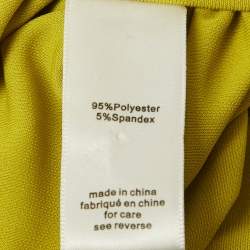 95%Polyester
5%Spandex
made in china
fabriqué en chine
for care
see reverse